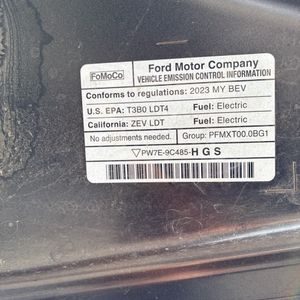 FoMoCo
Ford Motor Company
VEHICLE EMISSION CONTROL INFORMATION
Conforms to regulations: 2023 MY BEV
U.S. EPA: T3B0 LDT4 Fuel: Electric
California: ZEV LDT Fuel: Electric
No adjustments needed. Group: PFMXT00.0BG1
▽PW7E-9C485-H G S